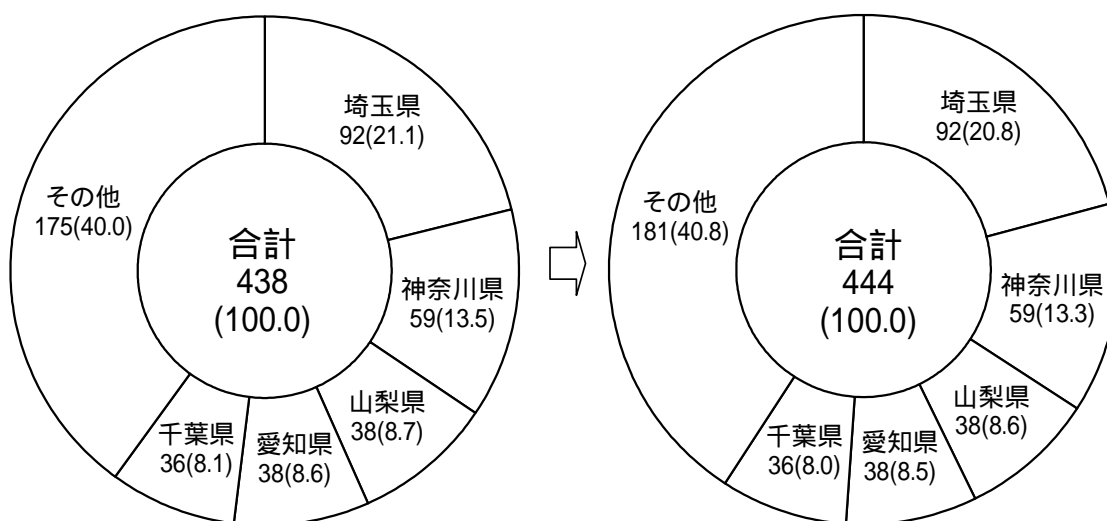 埼玉県
92(21.1)
神奈川県
59(13.5)
山梨県
38(8.7)
愛知県
38(8.6)
千葉県
36(8.1)
その他
175(40.0)
合計
438
(100.0)
埼玉県
92(20.8)
神奈川県
59(13.3)
山梨県
38(8.6)
愛知県
38(8.5)
千葉県
36(8.0)
その他
181(40.8)
合計
444
(100.0)